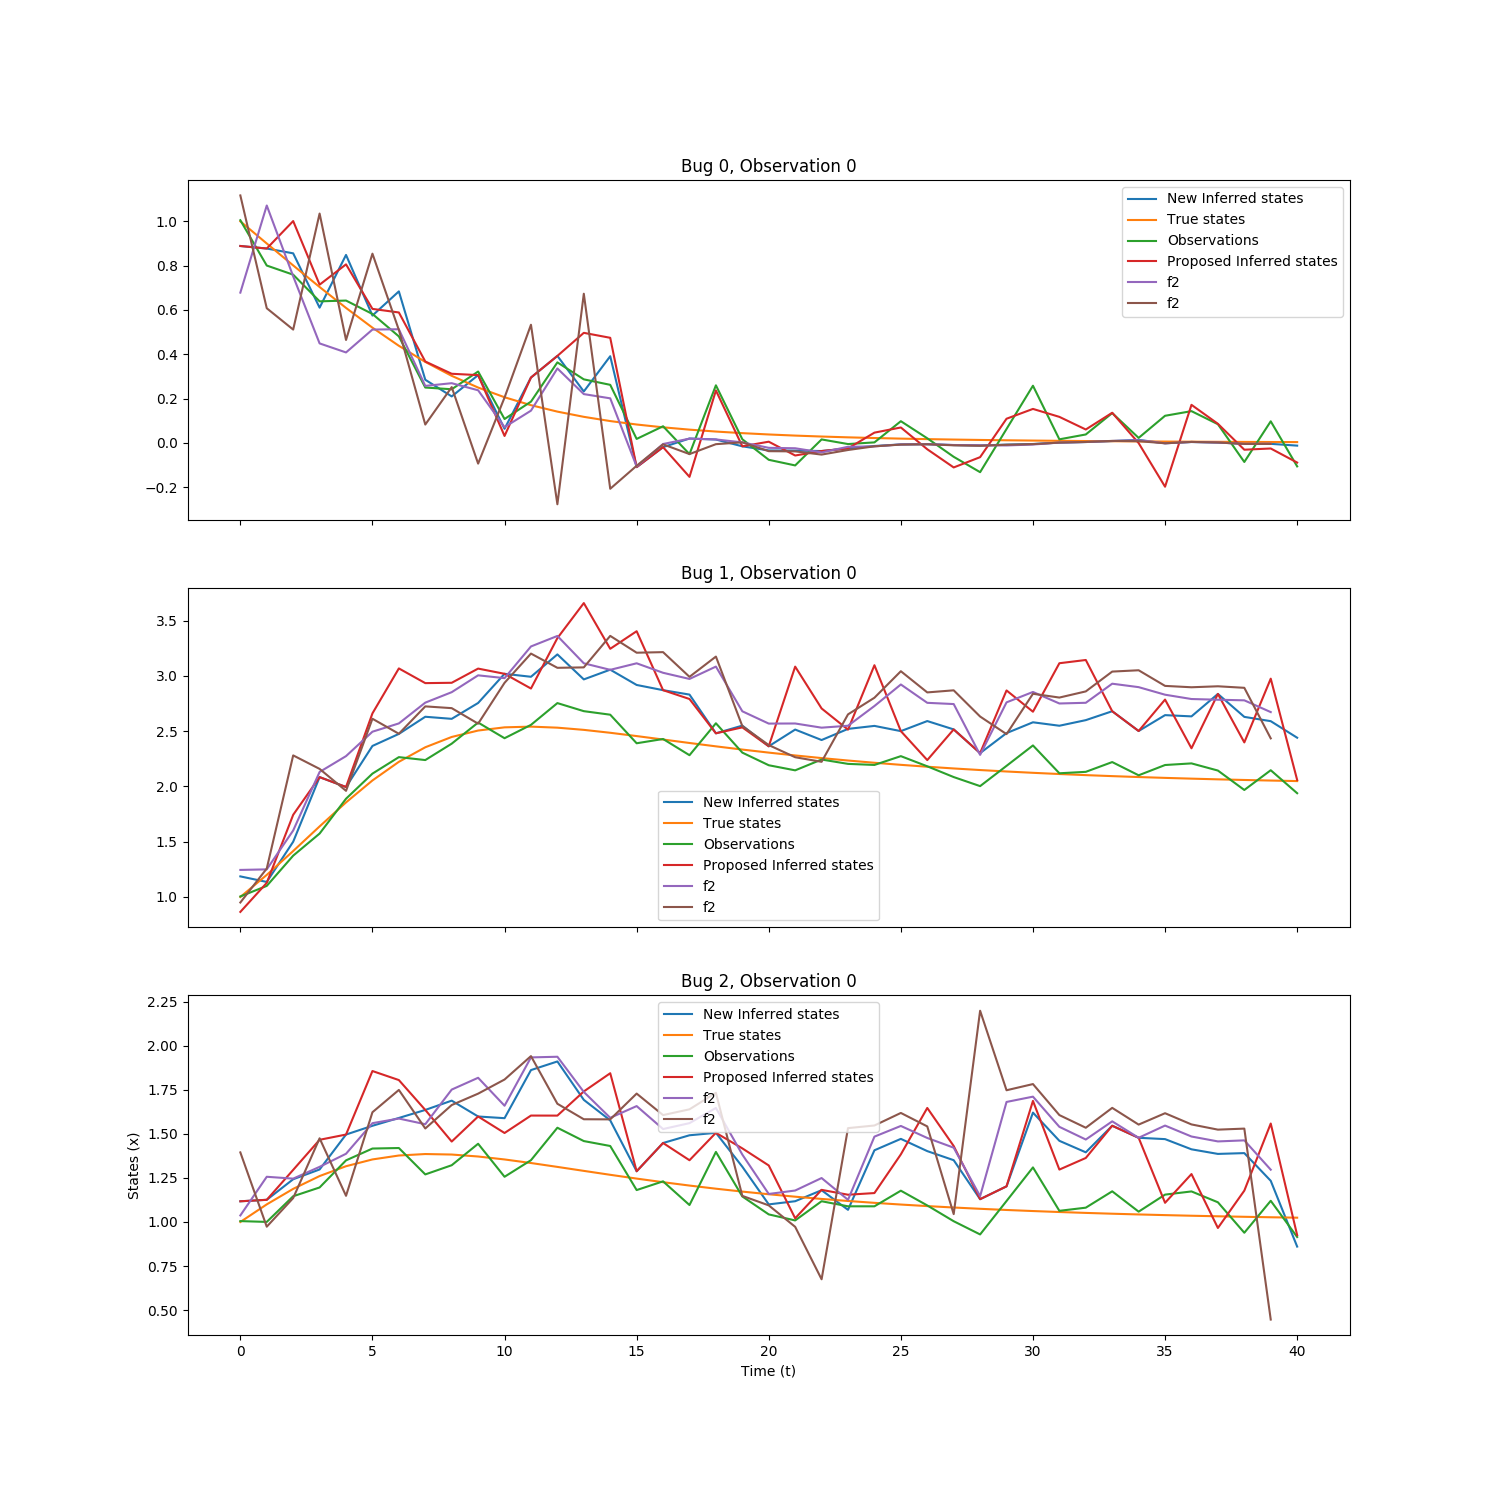 Bug 0, Observation 0
1.0
0.8
0.6
0.4
0.2
0.0
−0.2
New Inferred states
True states
Observations
Proposed Inferred states
f2
f2
Bug 1, Observation 0
3.5
3.0
2.5
2.0
1.5
1.0
New Inferred states
True states
Observations
Proposed Inferred states
f2
f2
Bug 2, Observation 0
2.25
2.00
1.75
1.50
1.25
1.00
0.75
0.50
States (x)
New Inferred states
True states
Observations
Proposed Inferred states
f2
f2
0 5 10 15 20 25 30 35 40
Time (t)